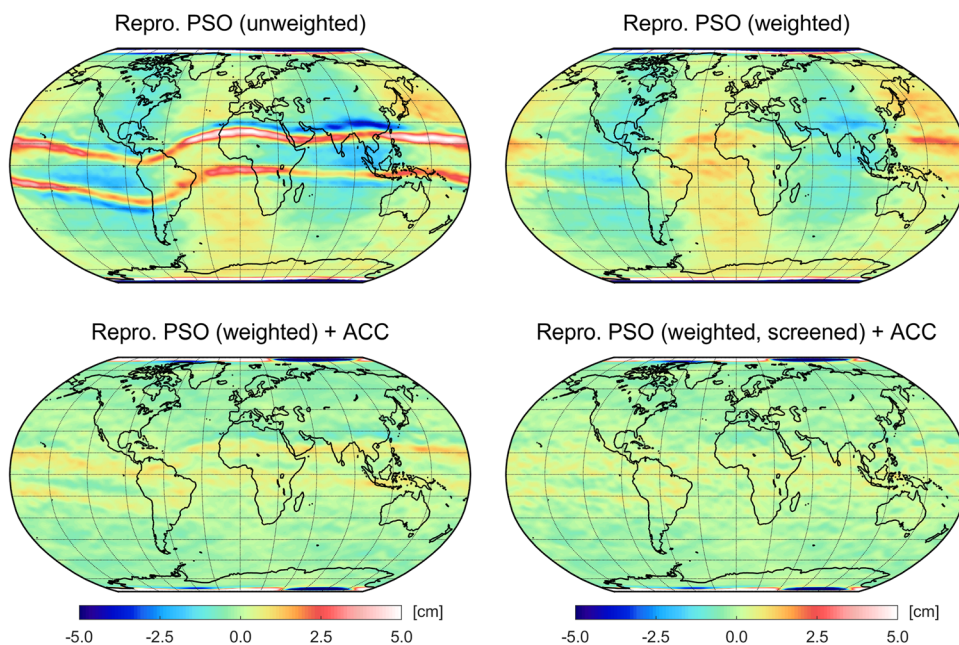 Repro. PSO (unweighted)
Repro. PSO (weighted)
Repro. PSO (weighted) + ACC
Repro. PSO (weighted, screened) + ACC
-5.0 -2.5 0.0 2.5 5.0 [cm]
-5.0 -2.5 0.0 2.5 5.0 [cm]